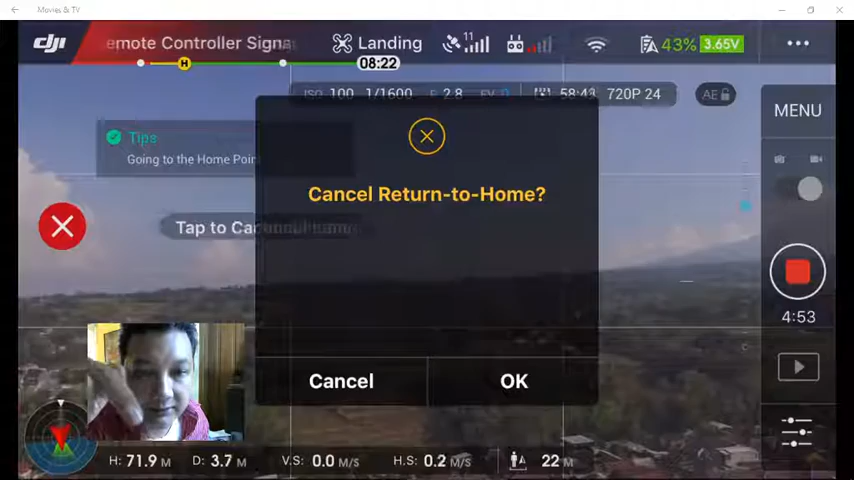 Movies & TV
dji
emote Controller Signa
Landing
11
43%
3.65V
H
08:22
ISO 100 1/1600 F 2.8 EV 0
58:43 720P 24
AE
MENU
Tips
Going to the Home Poin
Cancel Return-to-Home?
Tap to Ca
4:53
Cancel
OK
H: 71.9 M D: 3.7 M V.S: 0.0 M/S H.S: 0.2 M/S 22 M